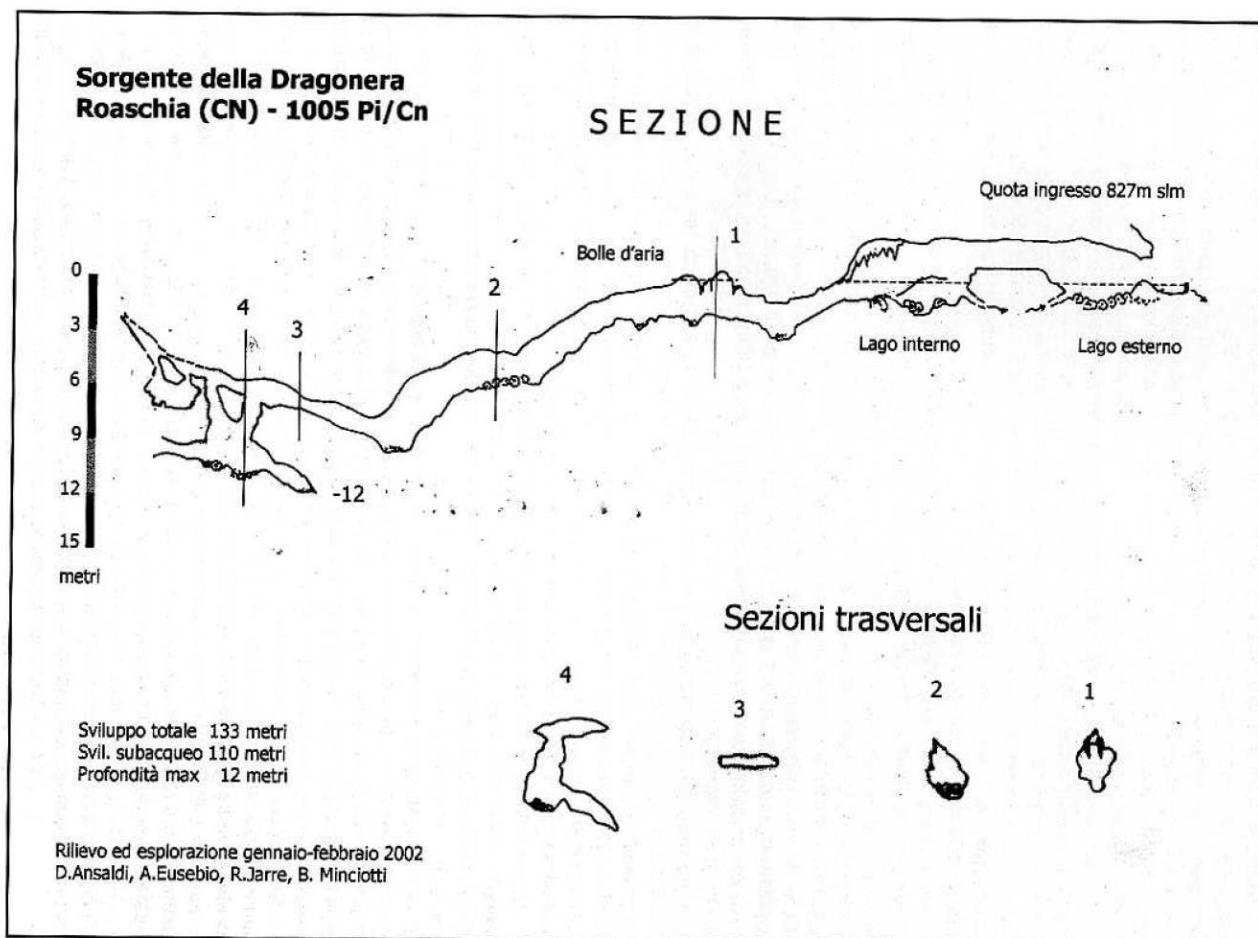 Sorgente della Dragonera
Roaschia (CN) - 1005 Pi/Cn
SEZIONE
Quota ingresso 827m slm
Bolle d'aria
1
2
4
3
0
3
6
9
12
15
metri
-12
Lago interno
Lago esterno
Sezioni trasversali
4
3
2
1
Sviluppo totale 133 metri
Svil. subacqueo 110 metri
Profondità max 12 metri
Rilievo ed esplorazione gennaio-febbraio 2002
D.Ansaldi, A.Eusebio, R.Jarre, B. Minciotti